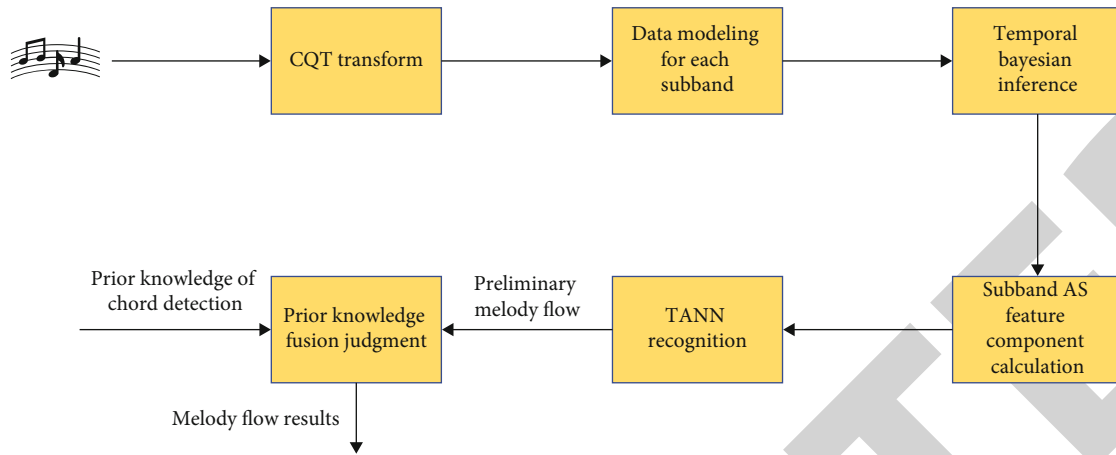 CQT transform
Data modeling
for each
subband
Temporal
bayesian
inference
Prior knowledge of
chord detection
Prior knowledge
fusion judgment
Preliminary
melody flow
TANN
recognition
Subband AS
feature
component
calculation
Melody flow results